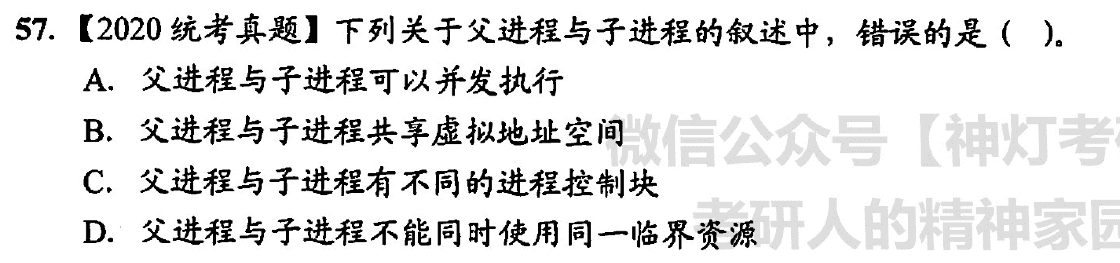 57. 【2020统考真题】下列关于父进程与子进程的叙述中，错误的是（ ）。
A. 父进程与子进程可以并发执行
B. 父进程与子进程共享虚拟地址空间
微信公众号【神灯考
C. 父进程与子进程有不同的进程控制块
D. 父进程与子进程不能同时使用同一临界资源
考研人的精神家园